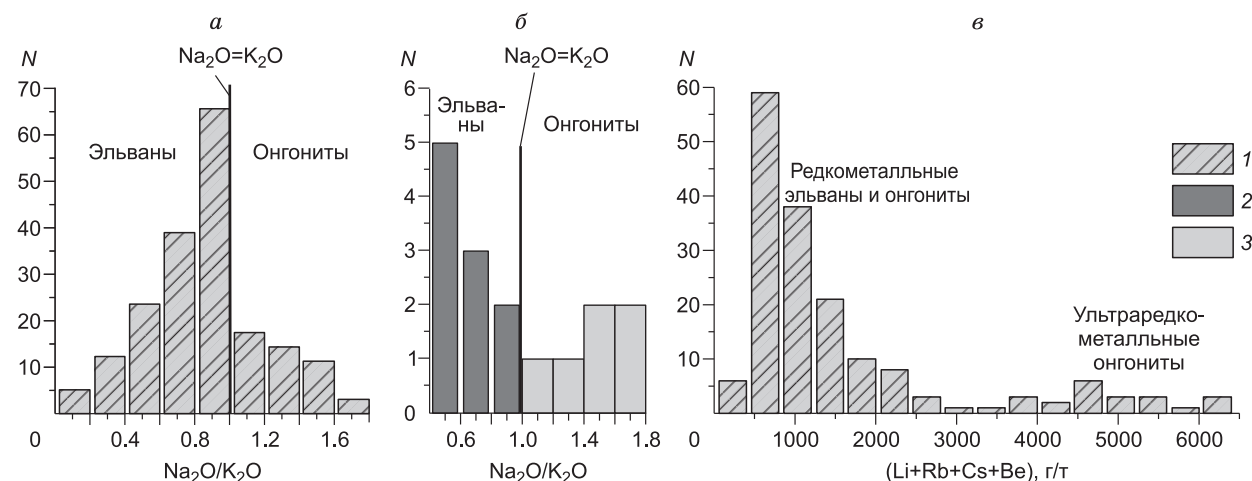 а
N
Na₂O=K₂O
70
60
50
40
30
20
10
0
Эльваны
Онгониты
0.4 0.8 1.2 1.6
Na₂O/K₂O
б
N
Na₂O=K₂O
6
5
4
3
2
1
0
Эльва-
ны
Онгониты
0.6 1.0 1.4 1.8
Na₂O/K₂O
в
N
60
50
40
30
20
10
0
Редкометалльные
эльваны и онгониты
Ультраредко-
металльные
онгониты
1
2
3
1000 2000 3000 4000 5000 6000
(Li+Rb+Cs+Be), г/т